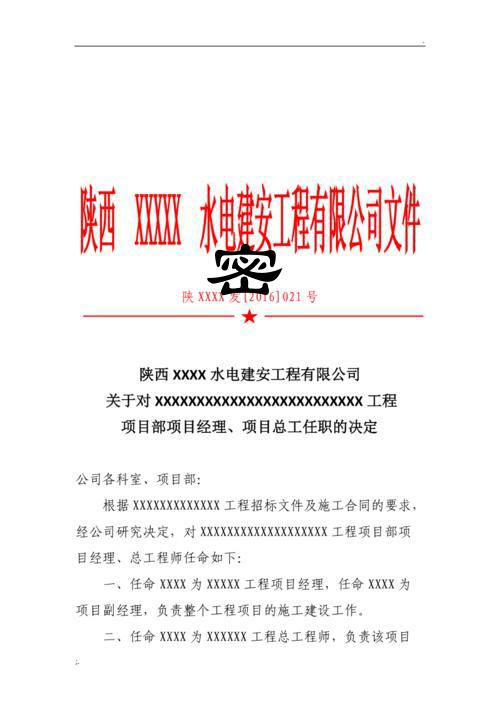 陕西 XXXXX 水电建安工程有限公司文件
密
陕 XXXX 发[2016]021 号
陕西 XXXX 水电建安工程有限公司
关于对 XXXXXXXXXXXXXXXXXXXXXXXXXX 工程
项目部项目经理、项目总工任职的决定
公司各科室、项目部：
根据 XXXXXXXXXXXXX 工程招标文件及施工合同的要求，
经公司研究决定，对 XXXXXXXXXXXXXXXXXXXX 工程项目部项
目经理、总工程师任命如下：
一、任命 XXXX 为 XXXXX 工程项目经理，任命 XXXX 为
项目副经理，负责整个工程项目的施工建设工作。
二、任命 XXXX 为 XXXXXX 工程总工程师，负责该项目